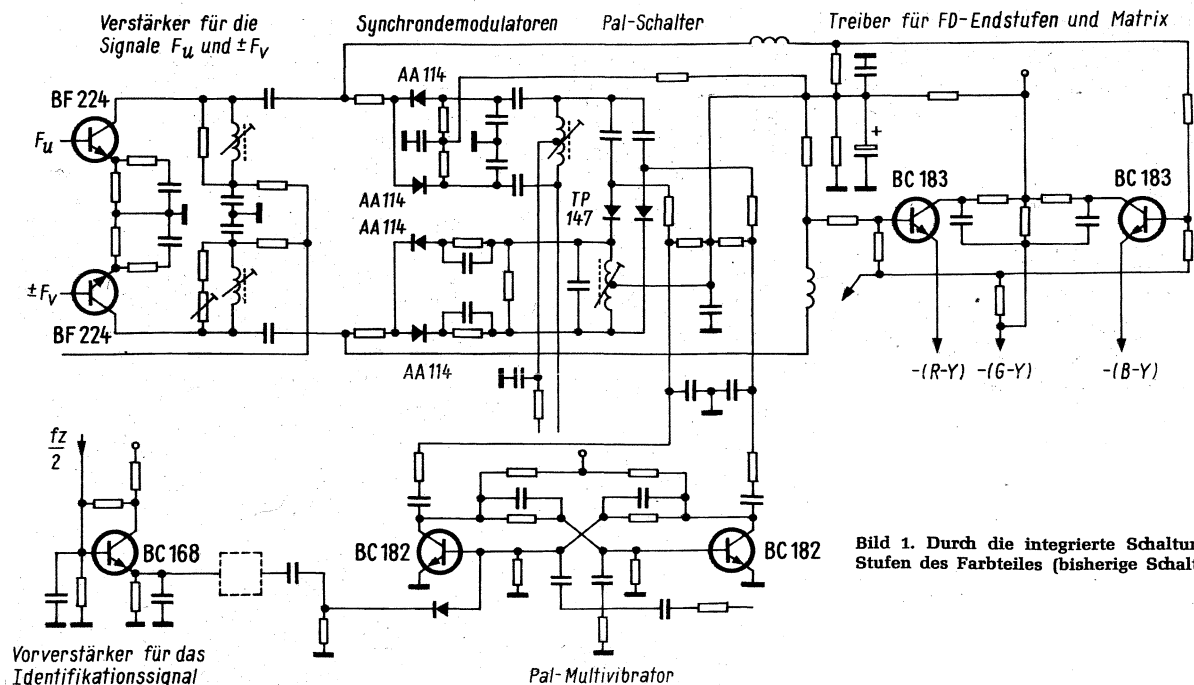 Verstärker für die
Signale Fu und ±Fv
Synchrondemodulatoren
Pal-Schalter
Treiber für FD-Endstufen und Matrix
AA 114
BF 224
Fu
+
BC 183
BC 183
AA 114
TP
147
AA 114
±Fv
BF 224
AA 114
-(R-Y)
-(G-Y)
-(B-Y)
fz
2
BC 168
BC 182
BC 182
Bild 1. Durch die integrierte
Stufen des Farbteiles (bisherige
Vorverstärker für das
Identifikationssignal
Pal-Multivibrator